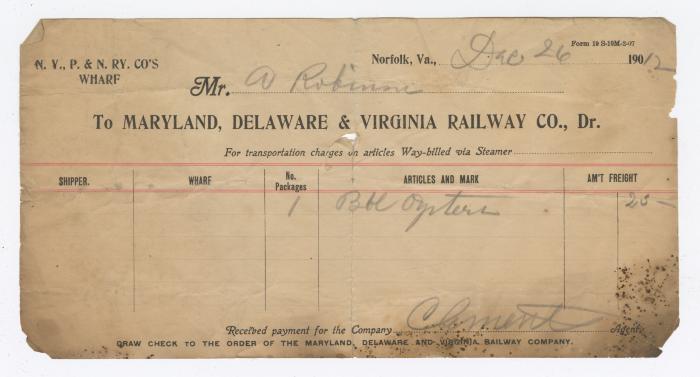 Form 19 S-10M-2-07
N. Y., P. & N. RY. CO'S
WHARF
Norfolk, Va., Dec 26 1912
Mr. A Robinson
To MARYLAND, DELAWARE & VIRGINIA RAILWAY CO., Dr.
For transportation charges on articles Way-billed via Steamer
SHIPPER. WHARF No. Packages ARTICLES AND MARK AM'T FREIGHT
1 Bbl Oysters 25 —
Received payment for the Company Clement Agent.
DRAW CHECK TO THE ORDER OF THE MARYLAND, DELAWARE AND VIRGINIA RAILWAY COMPANY.